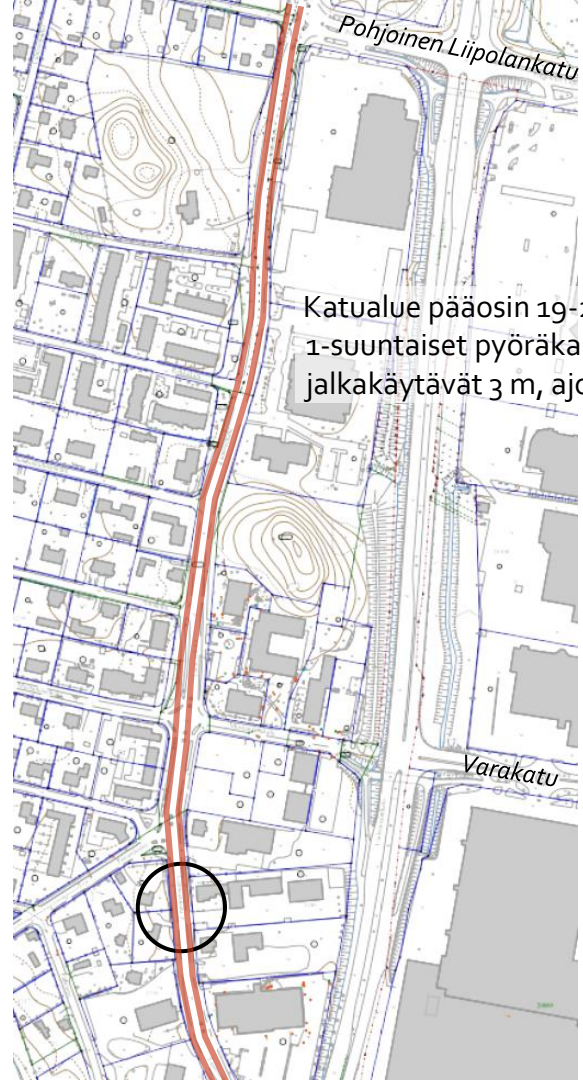 Pohjoinen Liipolankatu
Katualue pääosin 19-
1-suuntaiset pyöräka
jalkakäytävät 3 m, ajo
Varakatu